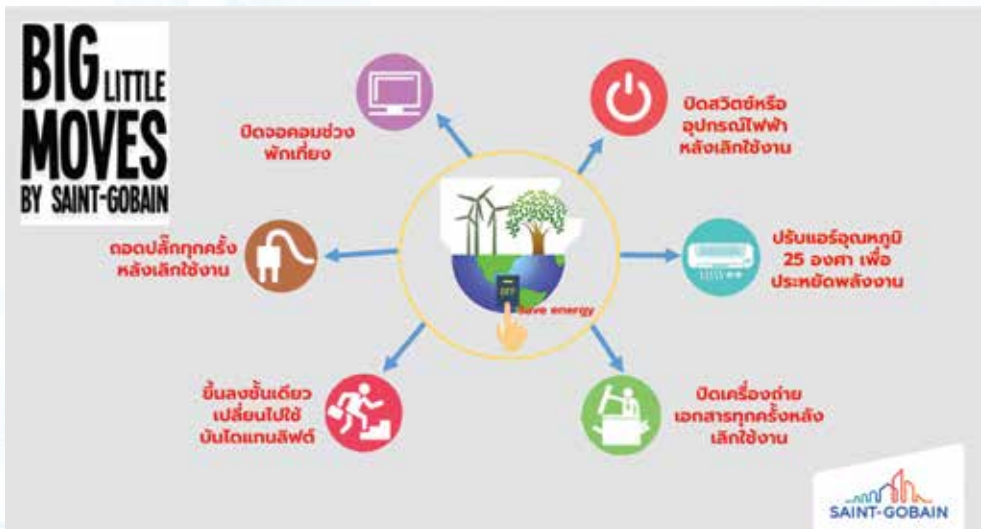 BIG LITTLE
MOVES
BY SAINT-GOBAIN
ปิดจอคอมช่วง
พักเที่ยง
ปิดสวิตซ์หรือ
อุปกรณ์ไฟฟ้า
หลังเลิกใช้งาน
ถอดปลั๊กทุกครั้ง
หลังเลิกใช้งาน
ปรับแอร์อุณหภูมิ
25 องศา เพื่อ
ประหยัดพลังงาน
OFF
Save energy
ขึ้นลงชั้นเดียว
เปลี่ยนไปใช้
บันไดแทนลิฟต์
ปิดเครื่องถ่าย
เอกสารทุกครั้งหลัง
เลิกใช้งาน
SAINT-GOBAIN